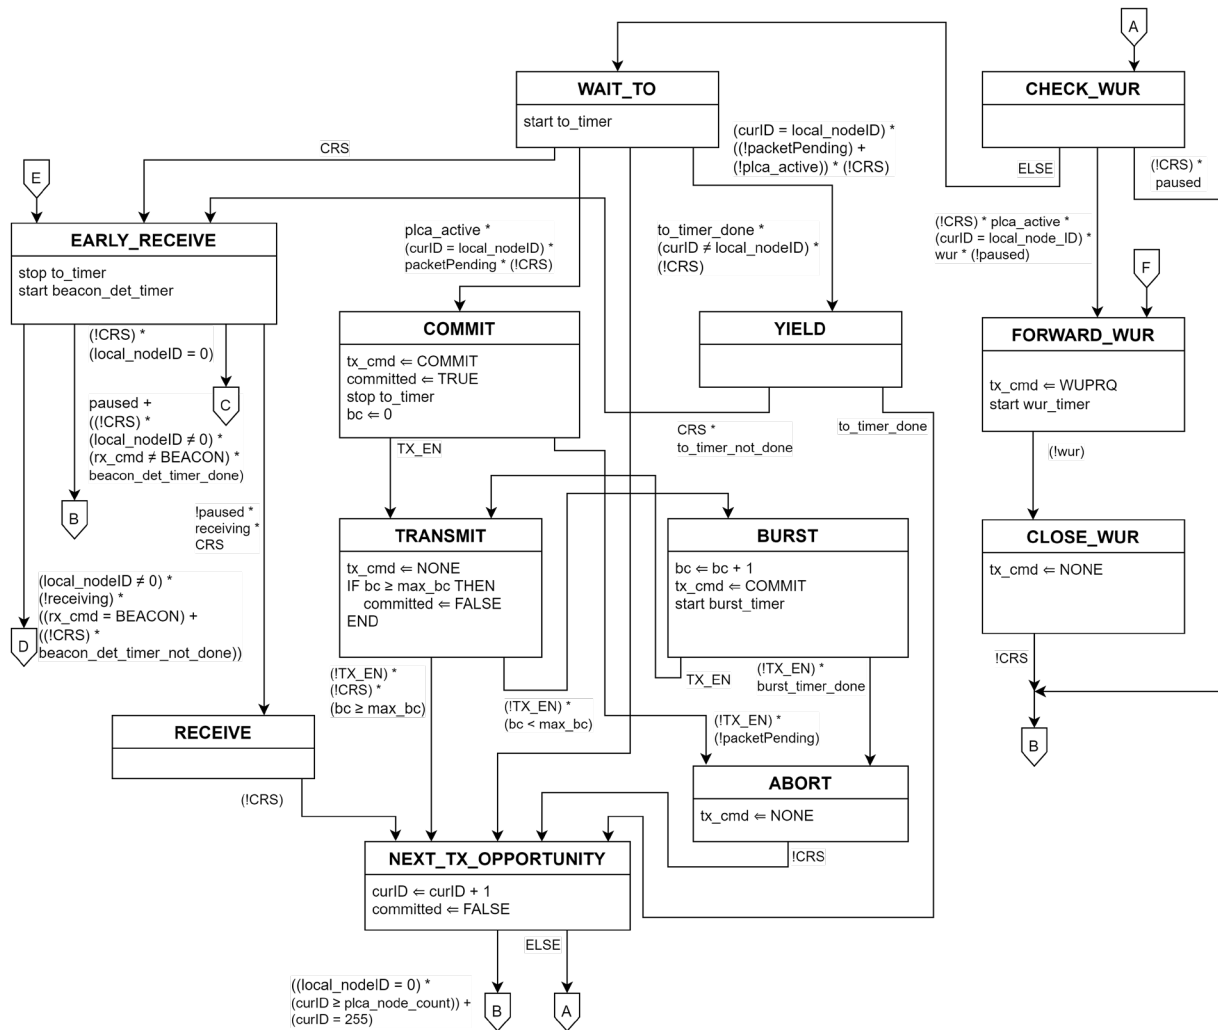 A
WAIT_TO
start to_timer
CHECK_WUR
CRS
(curID = local_nodeID) *
((!packetPending) +
(!plca_active)) * (!CRS)
ELSE
(!CRS) *
paused
E
EARLY_RECEIVE
stop to_timer
start beacon_det_timer
plca_active *
(curID = local_nodeID) *
packetPending * (!CRS)
to_timer_done *
(curID ≠ local_nodeID) *
(!CRS)
(!CRS) * plca_active *
(curID = local_node_ID) *
wur * (!paused)
F
COMMIT
tx_cmd ⇐ COMMIT
committed ⇐ TRUE
stop to_timer
bc ⇐ 0
YIELD
FORWARD_WUR
tx_cmd ⇐ WUPRQ
start wur_timer
(!CRS) *
(local_nodeID = 0)
C
paused +
((!CRS) *
(local_nodeID ≠ 0) *
(rx_cmd ≠ BEACON) *
beacon_det_timer_done)
B
CRS *
to_timer_not_done
to_timer_done
TX_EN
(!wur)
!paused *
receiving *
CRS
TRANSMIT
tx_cmd ⇐ NONE
IF bc ≥ max_bc THEN
committed ⇐ FALSE
END
BURST
bc ⇐ bc + 1
tx_cmd ⇐ COMMIT
start burst_timer
CLOSE_WUR
tx_cmd ⇐ NONE
(local_nodeID ≠ 0) *
(!receiving) *
((rx_cmd = BEACON) +
((!CRS) *
beacon_det_timer_not_done))
D
(!TX_EN) *
(!CRS) *
(bc ≥ max_bc)
(!TX_EN) *
(bc < max_bc)
TX_EN
(!TX_EN) *
burst_timer_done
!CRS
RECEIVE
(!TX_EN) *
(!packetPending)
B
ABORT
tx_cmd ⇐ NONE
(!CRS)
!CRS
NEXT_TX_OPPORTUNITY
curID ⇐ curID + 1
committed ⇐ FALSE
ELSE
((local_nodeID = 0) *
(curID ≥ plca_node_count)) +
(curID = 255)
B
A